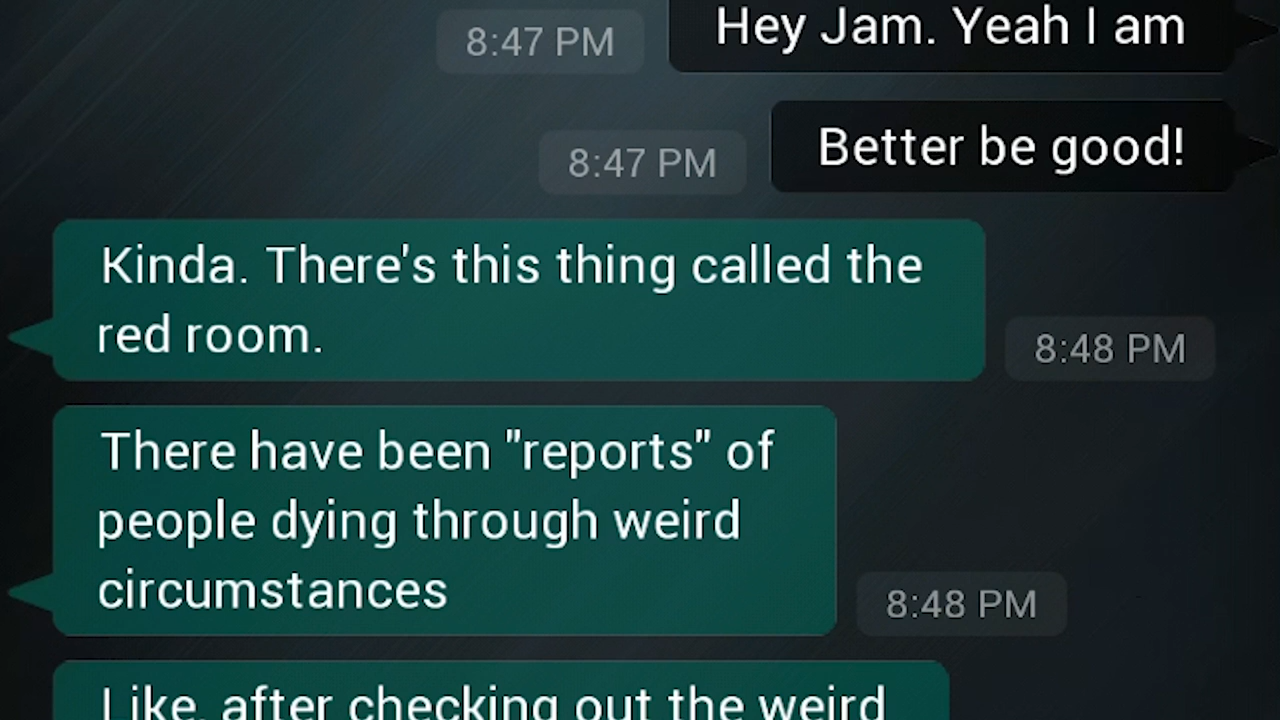 Hey Jam. Yeah I am
8:47 PM
Better be good!
8:47 PM
Kinda. There's this thing called the
red room.
8:48 PM
There have been "reports" of
people dying through weird
circumstances
8:48 PM
Like, after checking out the weird